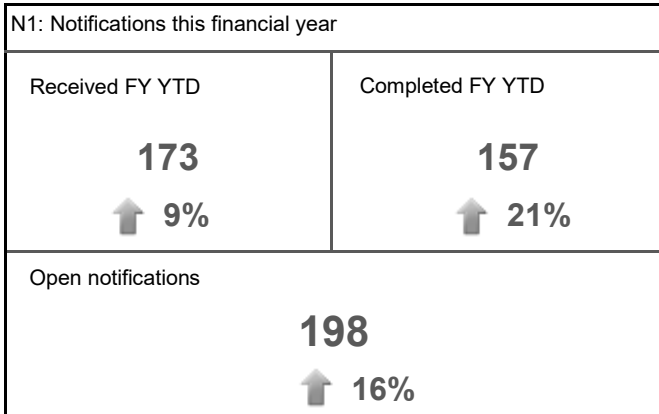 N1: Notifications this financial year
Received FY YTD
173
9%
Completed FY YTD
157
21%
Open notifications
198
16%